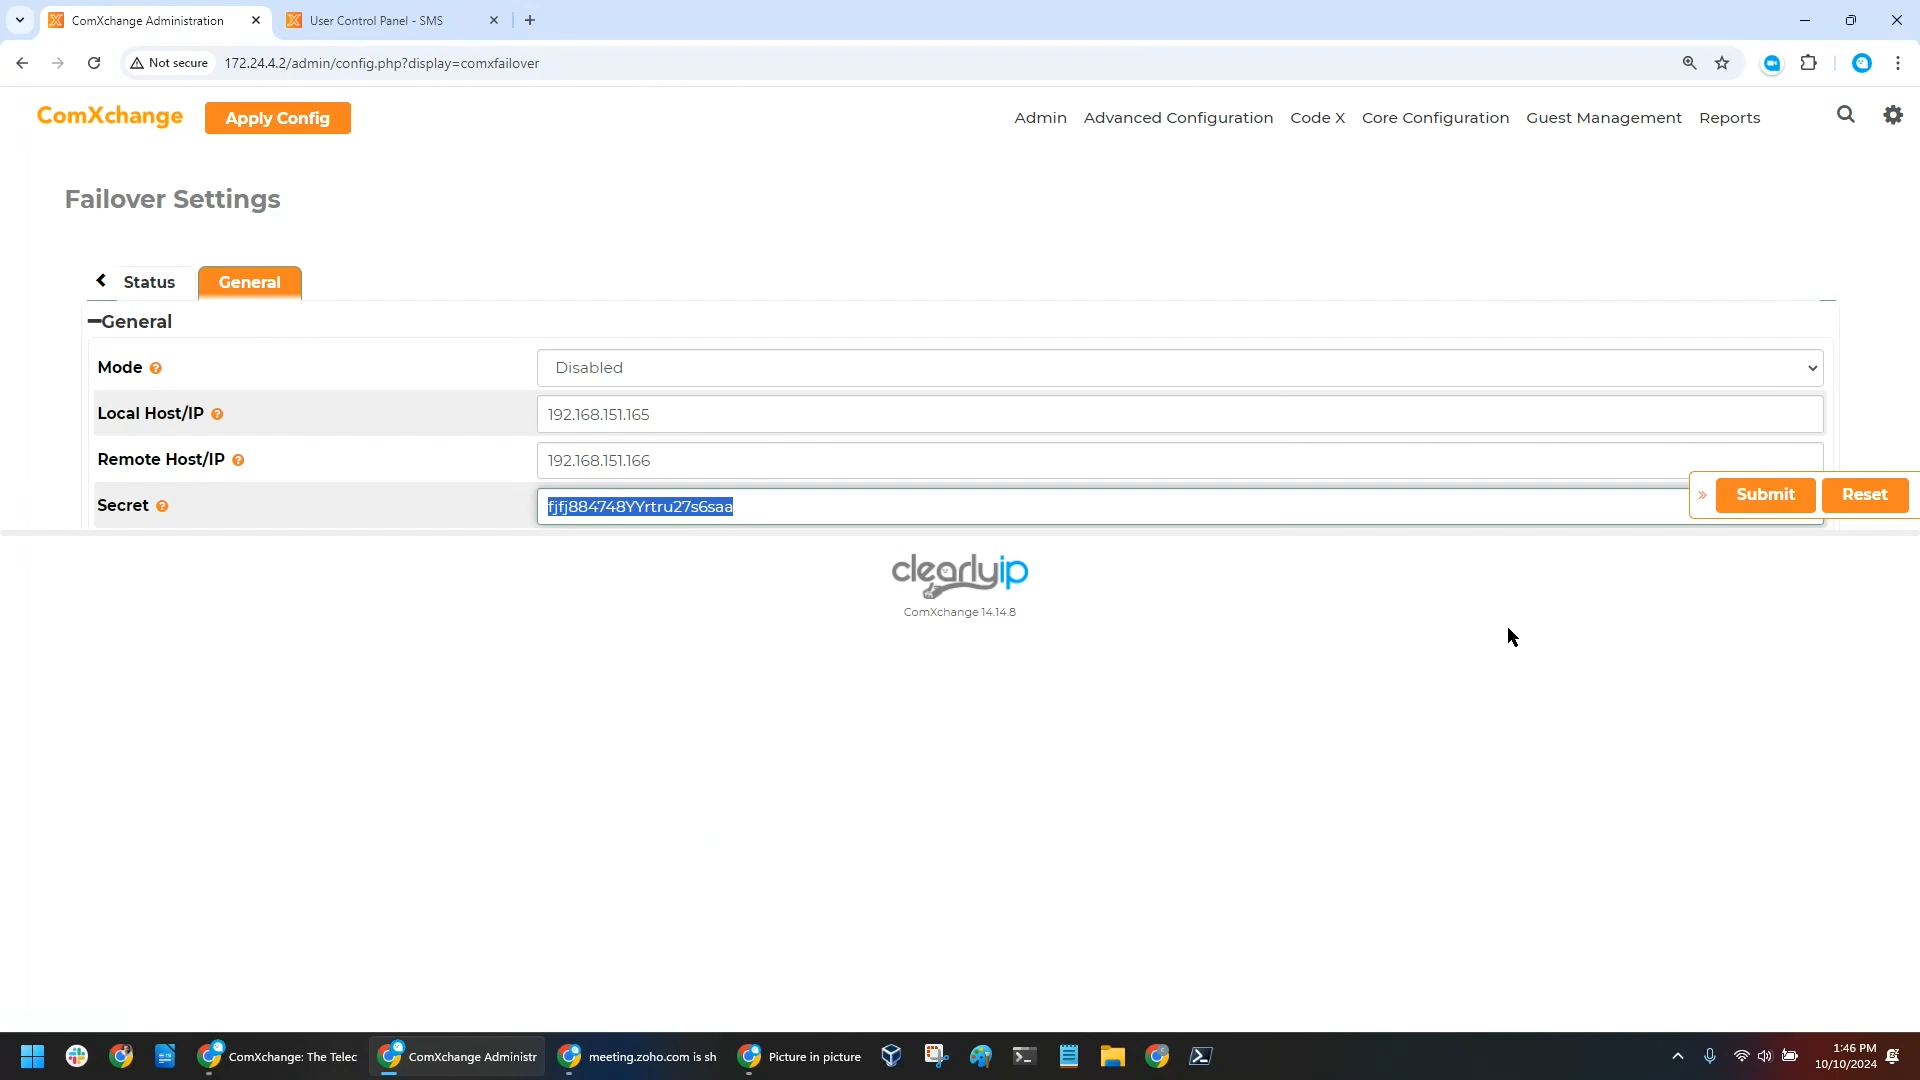 ComXchange Administration
User Control Panel - SMS
Not secure
172.24.4.2/admin/config.php?display=comxfailover
ComXchange
Apply Config
Admin
Advanced Configuration
Code X
Core Configuration
Guest Management
Reports
Failover Settings
Status
General
General
Mode
Disabled
Local Host/IP
192.168.151.165
Remote Host/IP
192.168.151.166
Secret
fjfj884748YYrtru27s6saa
Submit
Reset
clearlyip
ComXchange 14.14.8
ComXchange: The Telec
ComXchange Administr
meeting.zoho.com is sh
Picture in picture
1:46 PM
10/10/2024